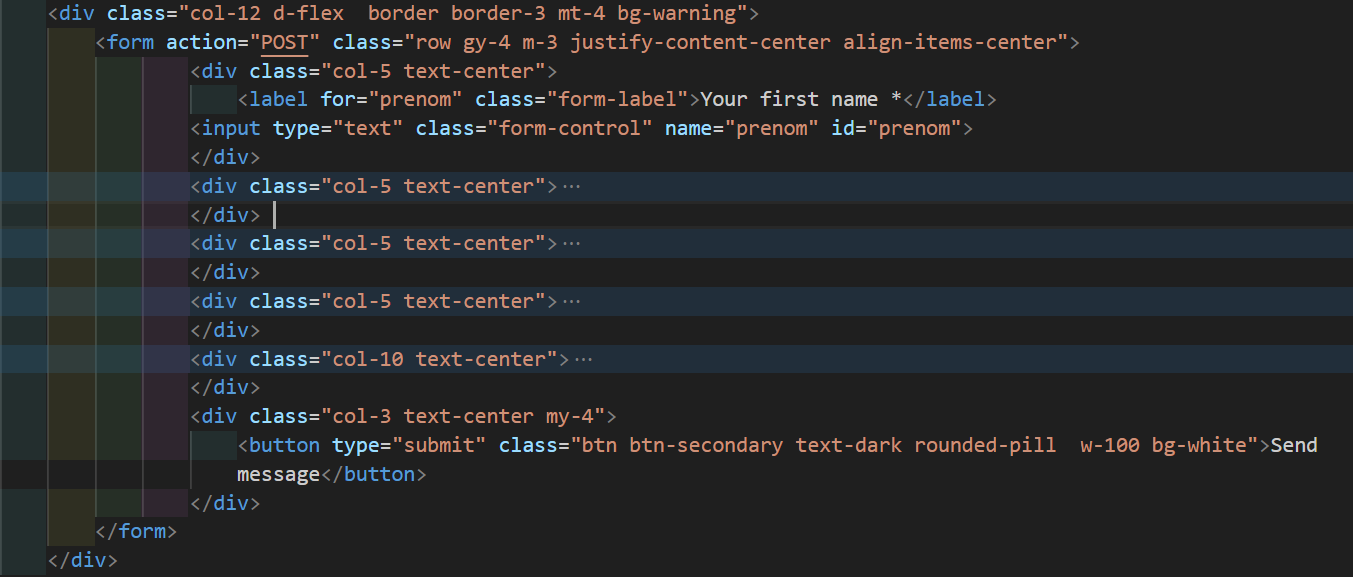 <div class="col-12 d-flex  border border-3 mt-4 bg-warning">
<form action="POST" class="row gy-4 m-3 justify-content-center align-items-center">
<div class="col-5 text-center">
<label for="prenom" class="form-label">Your first name *</label>
<input type="text" class="form-control" name="prenom" id="prenom">
</div>
<div class="col-5 text-center">···
</div>
<div class="col-5 text-center">···
</div>
<div class="col-5 text-center">···
</div>
<div class="col-10 text-center">···
</div>
<div class="col-3 text-center my-4">
<button type="submit" class="btn btn-secondary text-dark rounded-pill  w-100 bg-white">Send
message</button>
</div>
</form>
</div>